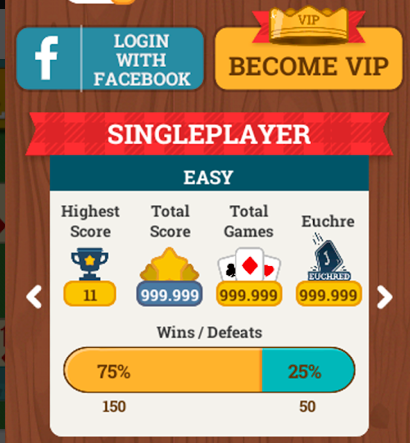 f
LOGIN
WITH
FACEBOOK
VIP
BECOME VIP
SINGLEPLAYER
EASY
Highest
Score
Total
Score
Total
Games
Euchre
J
EUCHRED
11
999.999
999.999
999.999
Wins / Defeats
75%
25%
150
50